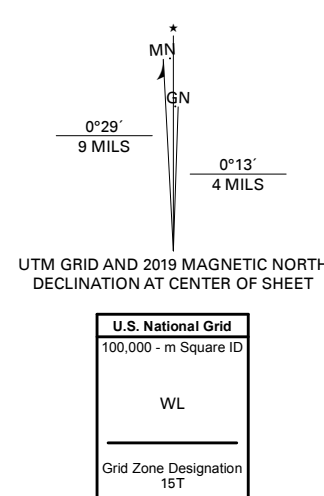 ★
MN
GN
0°29´
9 MILS
0°13´
4 MILS
UTM GRID AND 2019 MAGNETIC NORTH
DECLINATION AT CENTER OF SHEET
U.S. National Grid
100,000 - m Square ID
WL
Grid Zone Designation
15T